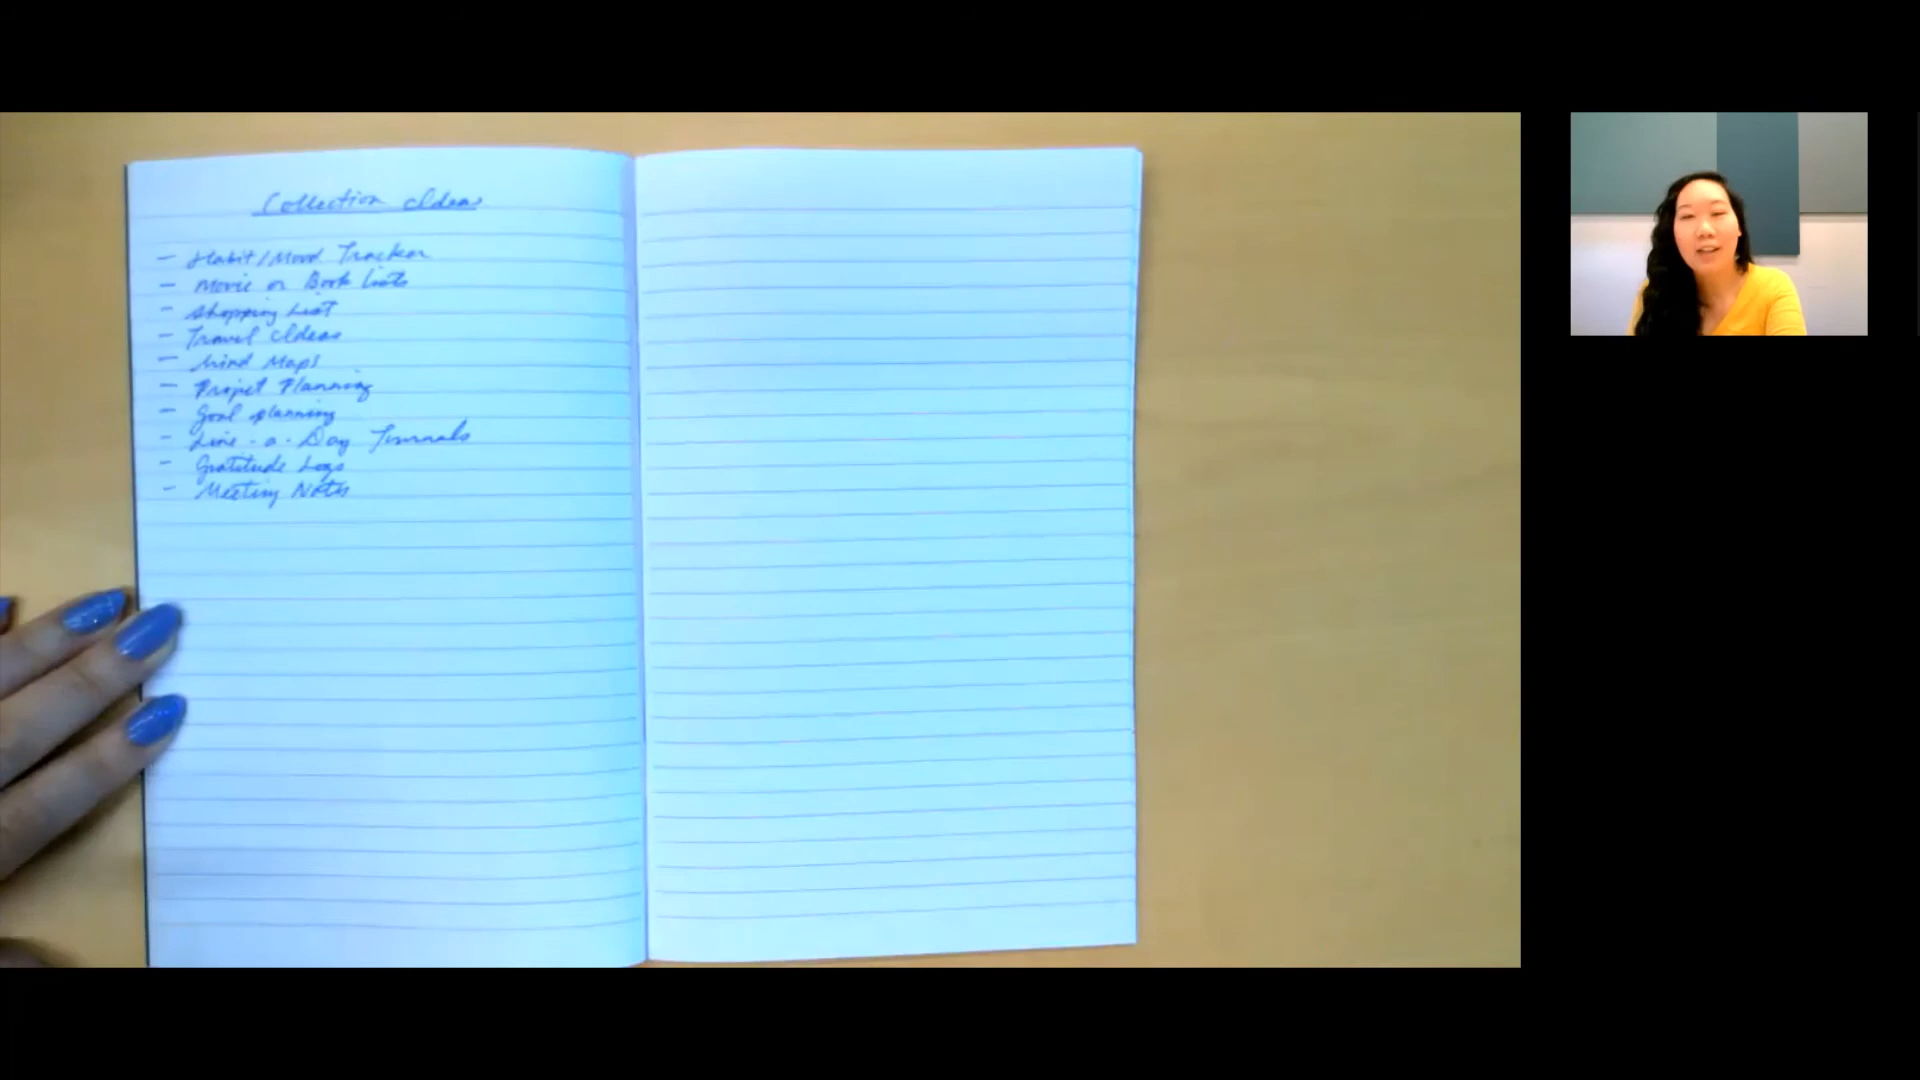 Collection Ideas
- Habit/Mood Tracker
- Movie or Book Lists
- Shopping List
- Travel Ideas
- Mind Maps
- Project Planning
- Goal planning
- Line-a-Day Journals
- Gratitude Logs
- Meeting Notes